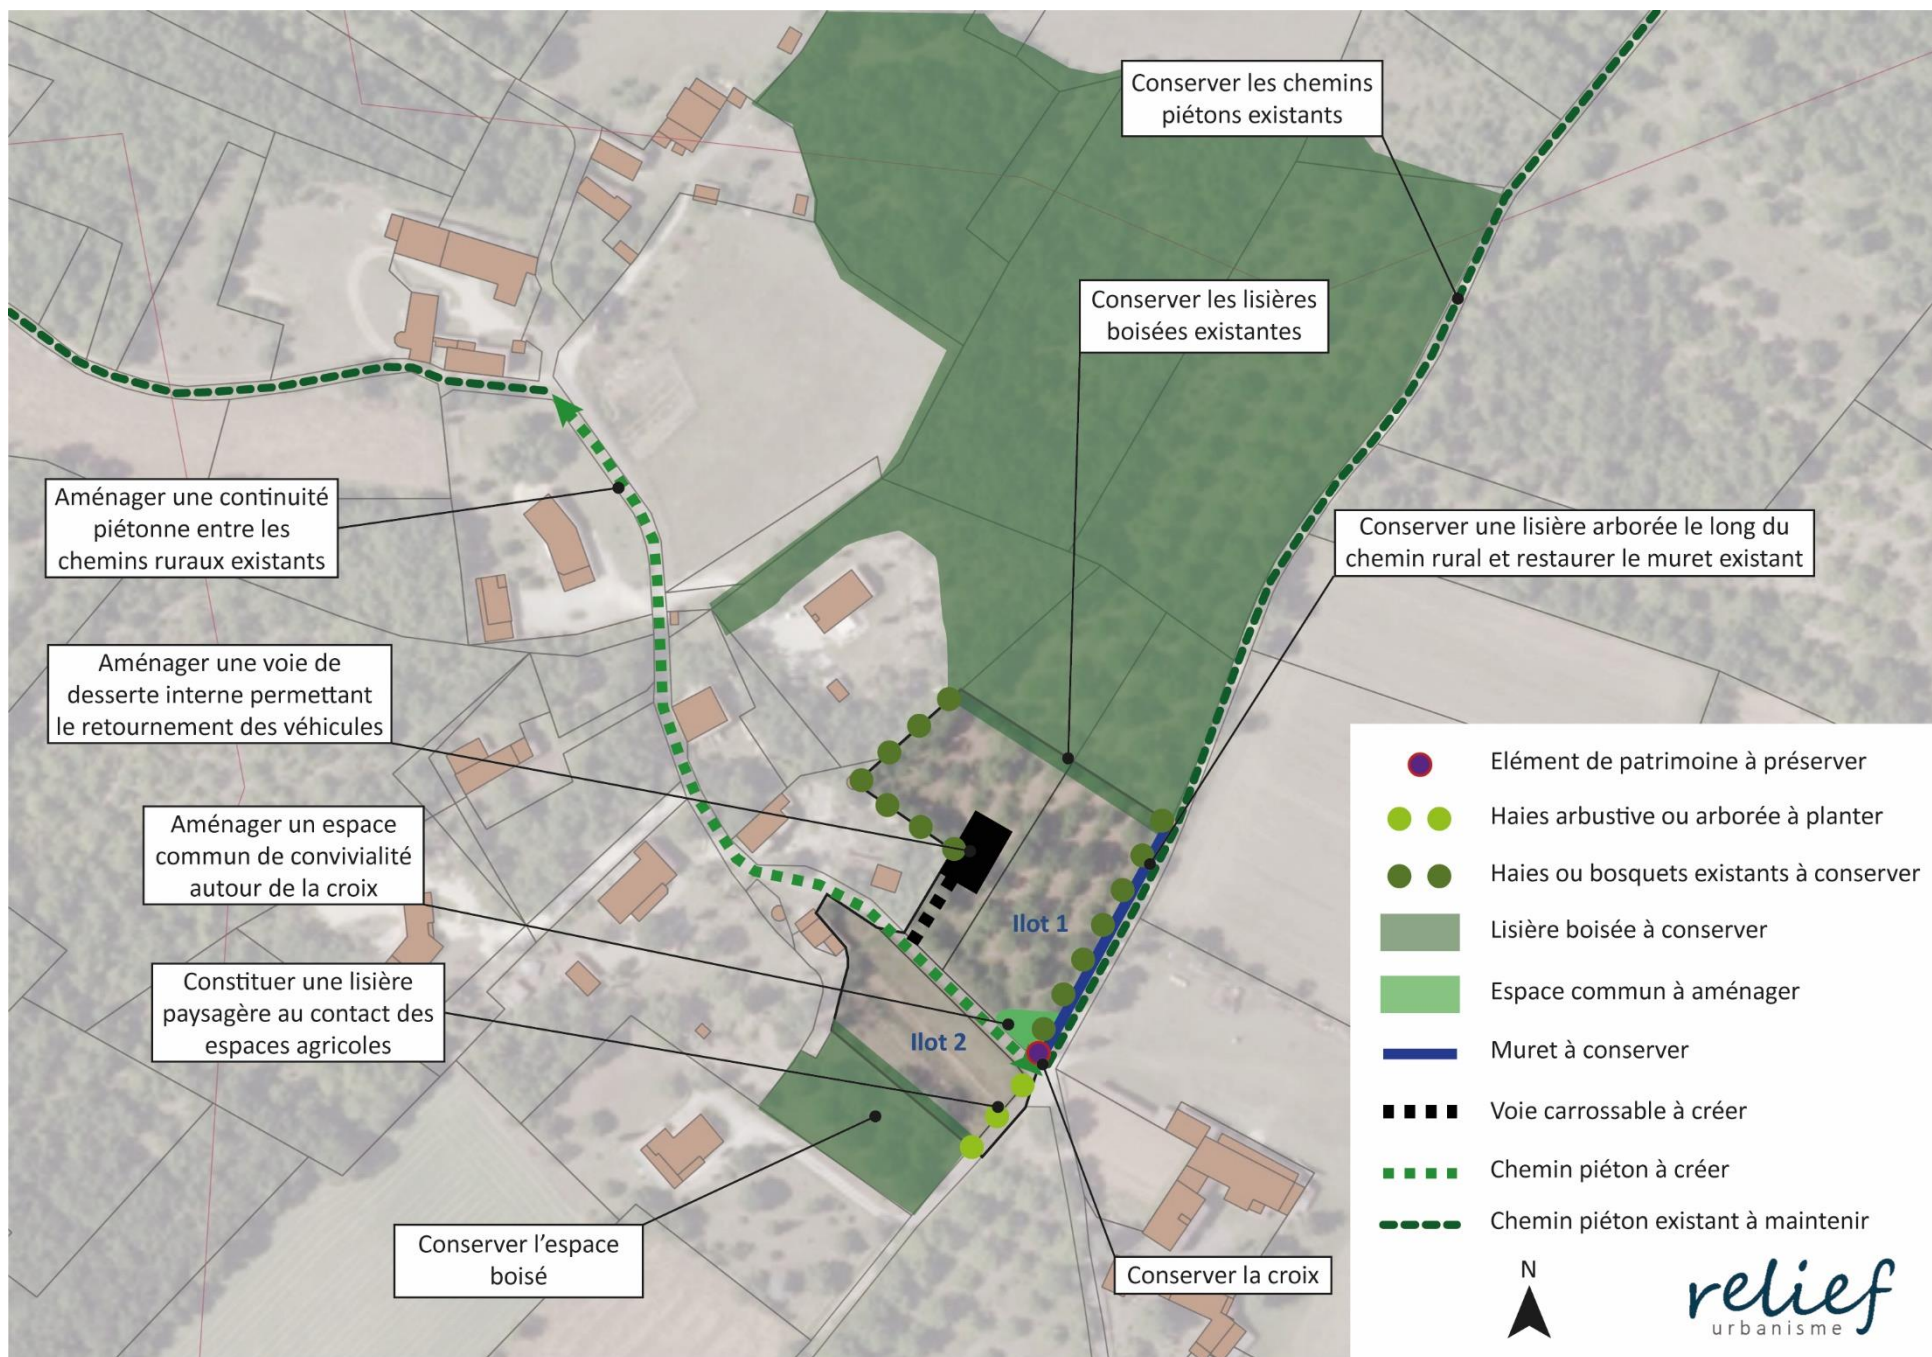 Conserver les chemins
piétons existants
Conserver les lisières
boisées existantes
Aménager une continuité
piétonne entre les
chemins ruraux existants
Conserver une lisière arborée le long du
chemin rural et restaurer le muret existant
Aménager une voie de
desserte interne permettant
le retournement des véhicules
Aménager un espace
commun de convivialité
autour de la croix
Constituer une lisière
paysagère au contact des
espaces agricoles
Ilot 1
Ilot 2
Conserver l’espace
boisé
Conserver la croix
Elément de patrimoine à préserver
Haies arbustive ou arborée à planter
Haies ou bosquets existants à conserver
Lisière boisée à conserver
Espace commun à aménager
Muret à conserver
Voie carrossable à créer
Chemin piéton à créer
Chemin piéton existant à maintenir
N
relief
urbanisme